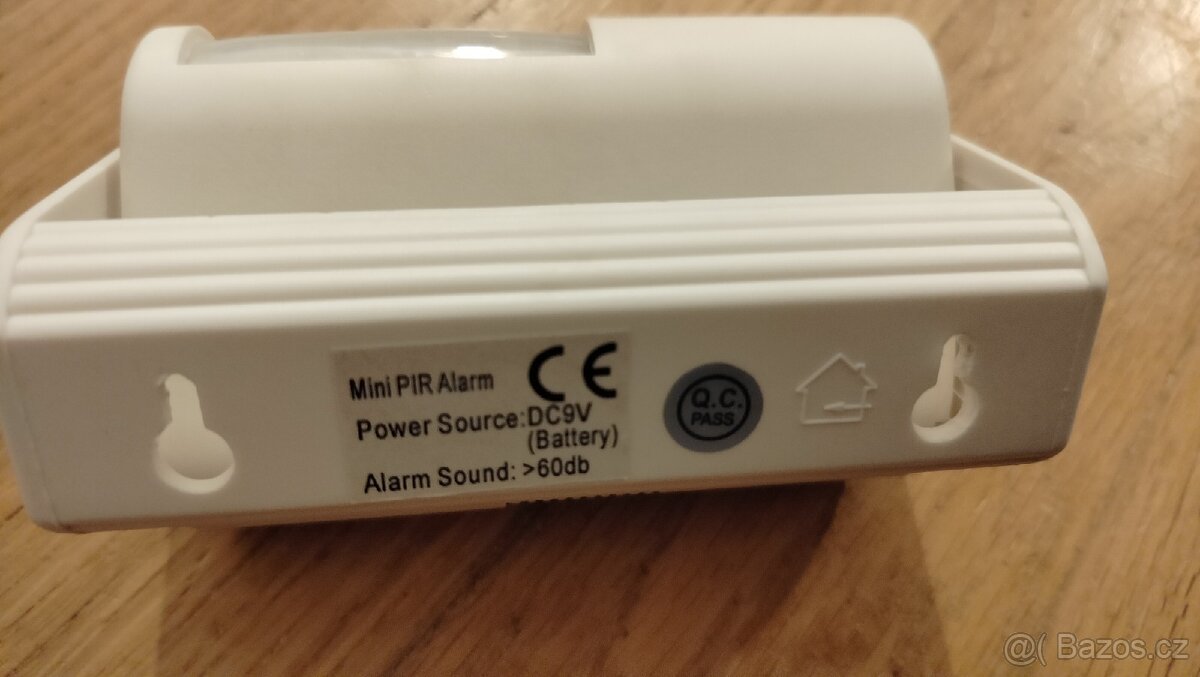 Mini PIR Alarm CE
Power Source:DC9V
(Battery)
Alarm Sound: >60db
Q.C.
PASS
@( Bazos.cz